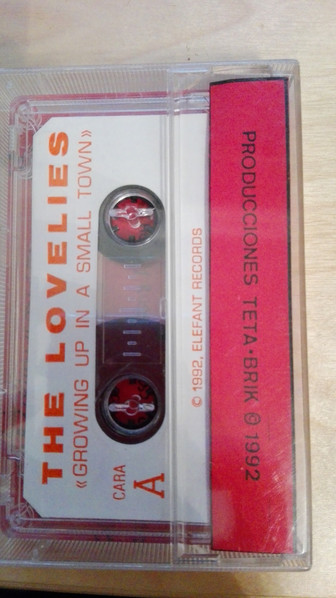 THE LOVELIES
«GROWING UP IN A SMALL TOWN»
CARA
A
© 1992, ELEFANT RECORDS
PRODUCCIONES TETA·BRIK © 1992